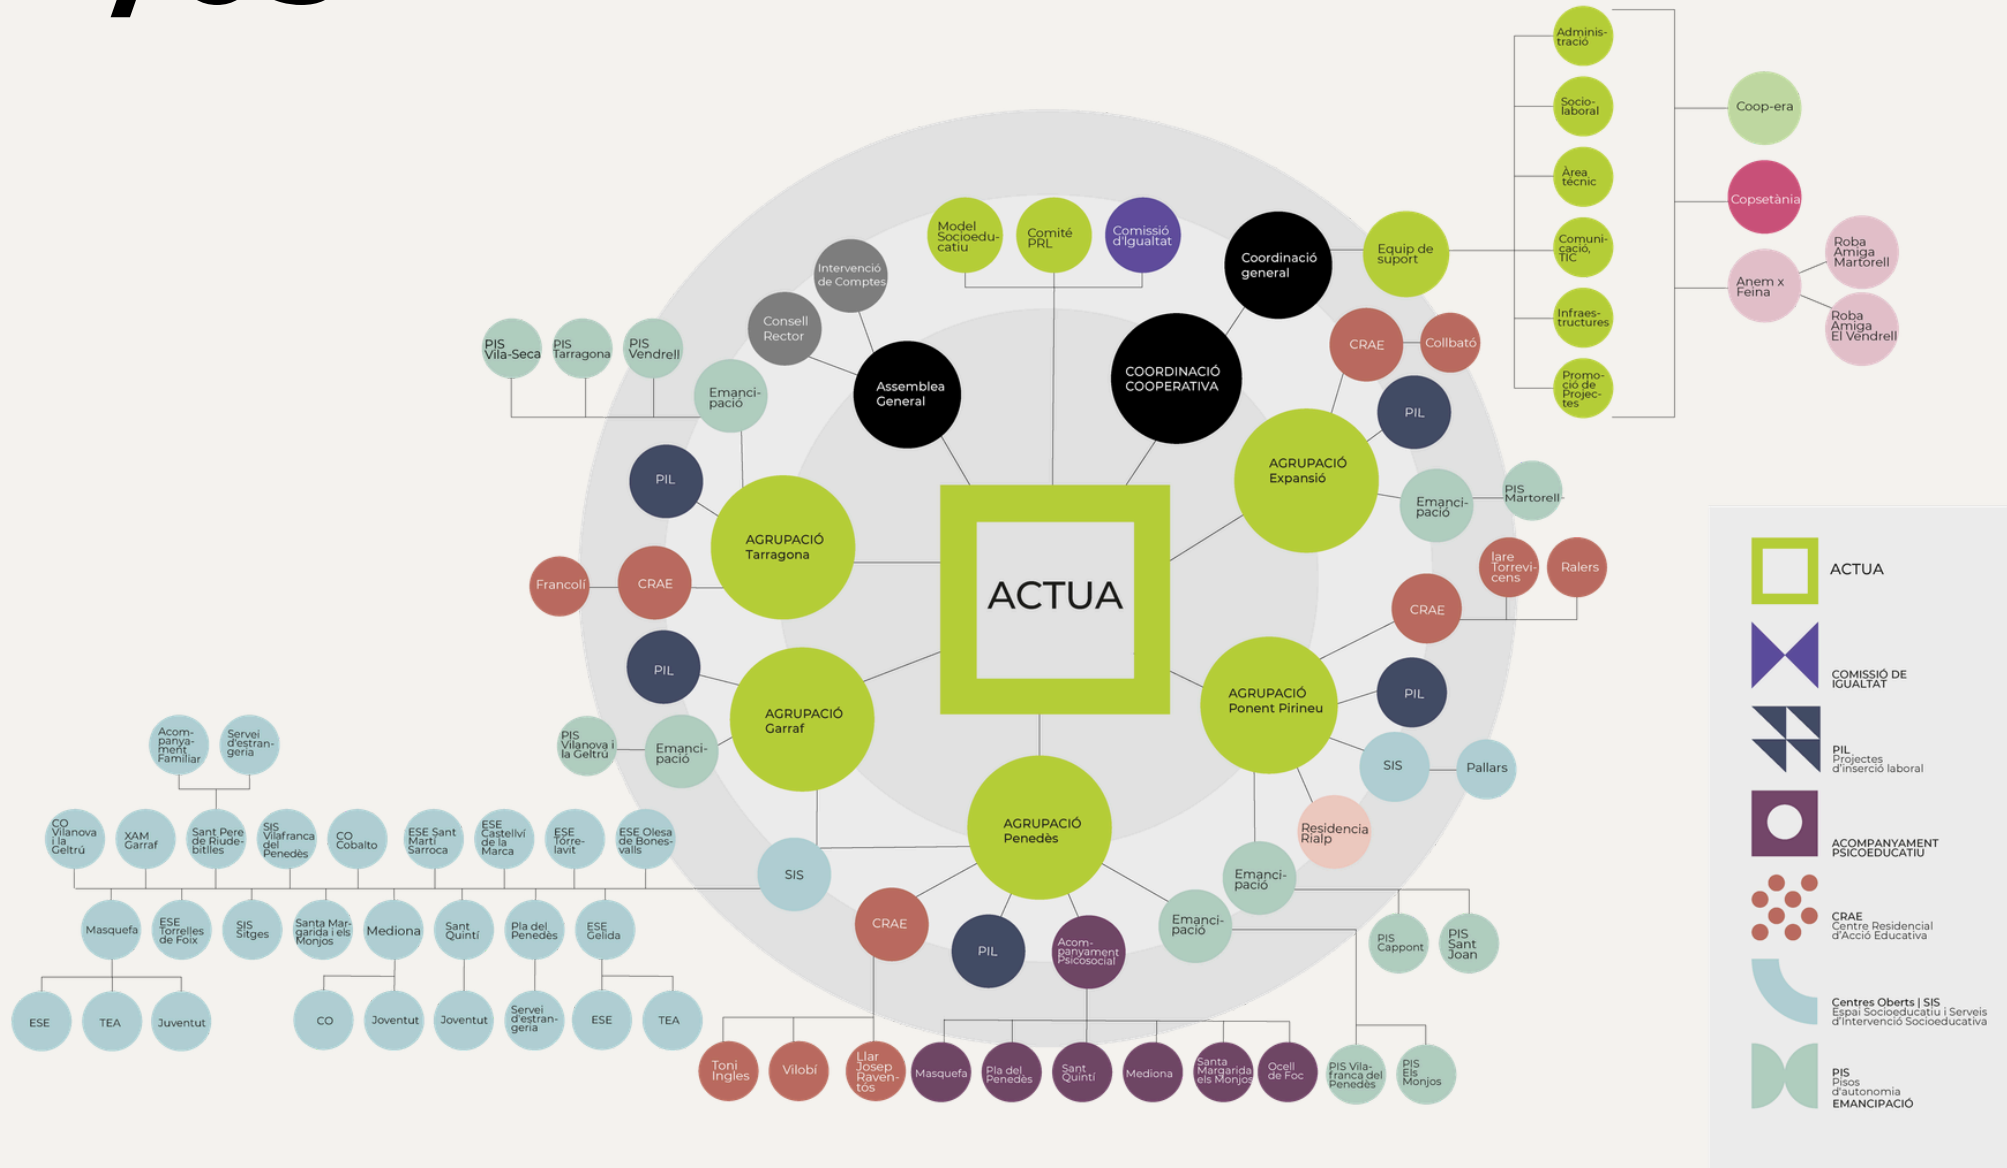 Adminis-
tració
Socio-
laboral
Àrea
tècnic
Comuni-
cació,
TIC
Infraes-
tructures
Promo-
ció de
Projec-
tes
Coop-era
Copsetània
Anem x
Feina
Roba
Amiga
Martorell
Roba
Amiga
El Vendrell
Model
Socioedu-
catiu
Comité
PRL
Comissió
d'Igualtat
Coordinació
general
Equip de
suport
Intervenció
de Comptes
Consell
Rector
Assemblea
General
COORDINACIÓ
COOPERATIVA
CRAE
Collbató
PIL
AGRUPACIÓ
Expansió
Emanci-
pació
PIS
Martorell
PIS
Vila-Seca
PIS
Tarragona
PIS
Vendrell
Emanci-
pació
PIL
AGRUPACIÓ
Tarragona
Francolí
CRAE
ACTUA
lare
Torrevi-
cens
Ralers
CRAE
PIL
AGRUPACIÓ
Ponent Pirineu
SIS
Pallars
Residencia
Rialp
Emanci-
pació
PIS
Cappont
PIS
Sant
Joan
PIL
AGRUPACIÓ
Garraf
PIS
Vilanova i
la Geltrú
Emanci-
pació
AGRUPACIÓ
Penedès
SIS
CRAE
PIL
Acom-
panyament
Psicosocial
Emanci-
pació
Acom-
panya-
ment
Familiar
Servei
d'estran-
geria
CO
Vilanova
i la
Geltrú
XAM
Garraf
Sant Pere
de Riude-
bitlles
SIS
Vilafranca
del
Penedès
CO
Cobalto
ESE Sant
Martí
Sarroca
ESE
Castellví
de la
Marca
ESE
Torre-
lavit
ESE Olesa
de Bones-
valls
Masquefa
ESE
Torrelles
de Foix
SIS
Sitges
Santa Mar-
garida i els
Monjos
Mediona
Sant
Quintí
Pla del
Penedès
ESE
Gelida
ESE
TEA
Juventut
CO
Joventut
Joventut
Servei
d'estran-
geria
ESE
TEA
Toni
Ingles
Vilobí
Llar
Josep
Raven-
tós
Masquefa
Pla del
Penedès
Sant
Quintí
Mediona
Santa
Margarida
els Monjos
Ocell
de Foc
PIS Vila-
franca del
Penedès
PIS
Els
Monjos
ACTUA
COMISSIÓ DE
IGUALTAT
PIL
Projectes
d'inserció laboral
ACOMPANYAMENT
PSICOEDUCATIU
CRAE
Centre Residencial
d'Acció Educativa
Centres Oberts | SIS
Espai Socioeducatiu i Serveis
d'Intervenció Socioeducativa
PIS
Pisos
d'autonomia
EMANCIPACIÓ